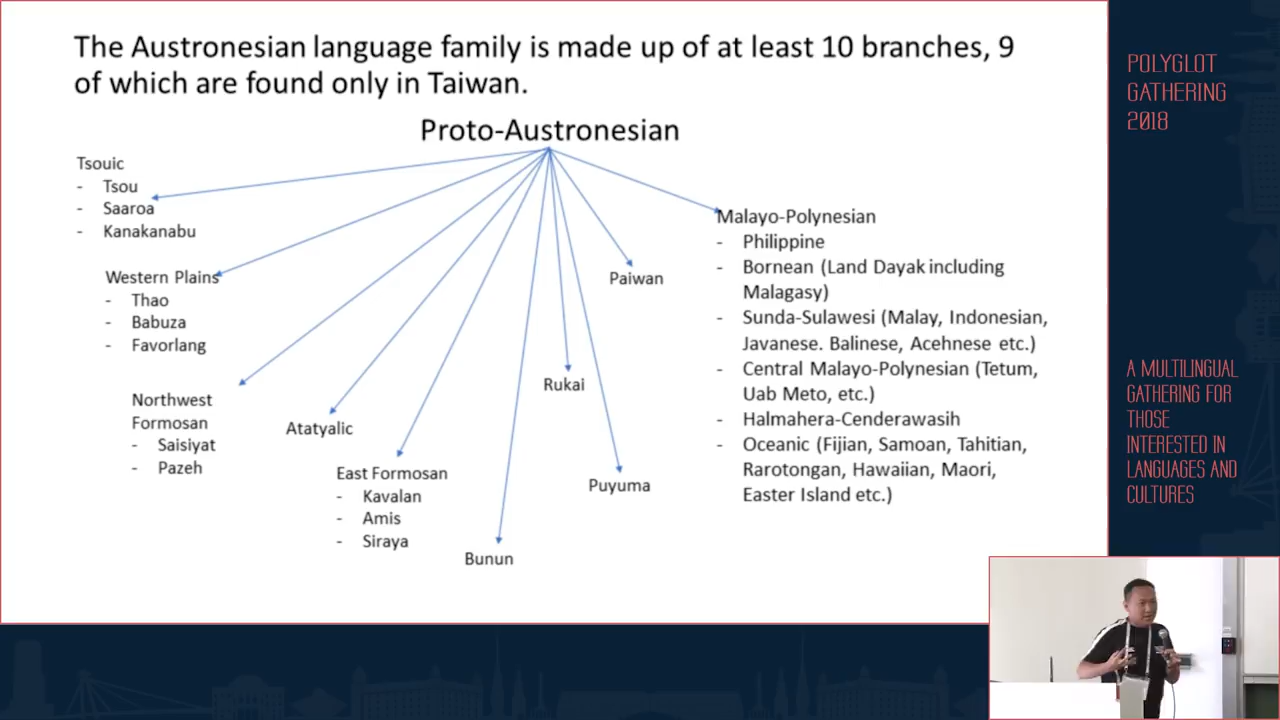 The Austronesian language family is made up of at least 10 branches, 9
of which are found only in Taiwan.
Proto-Austronesian
Tsouic
- Tsou
- Saaroa
- Kanakanabu
Western Plains
- Thao
- Babuza
- Favorlang
Northwest
Formosan
- Saisiyat
- Pazeh
Atatyalic
East Formosan
- Kavalan
- Amis
- Siraya
Bunun
Rukai
Puyuma
Paiwan
Malayo-Polynesian
- Philippine
- Bornean (Land Dayak including
Malagasy)
- Sunda-Sulawesi (Malay, Indonesian,
Javanese. Balinese, Acehnese etc.)
- Central Malayo-Polynesian (Tetum,
Uab Meto, etc.)
- Halmahera-Cenderawasih
- Oceanic (Fijian, Samoan, Tahitian,
Rarotongan, Hawaiian, Maori,
Easter Island etc.)
POLYGLOT
GATHERING
2018
A MULTILINGUAL
GATHERING FOR
THOSE
INTERESTED IN
LANGUAGES AND
CULTURES